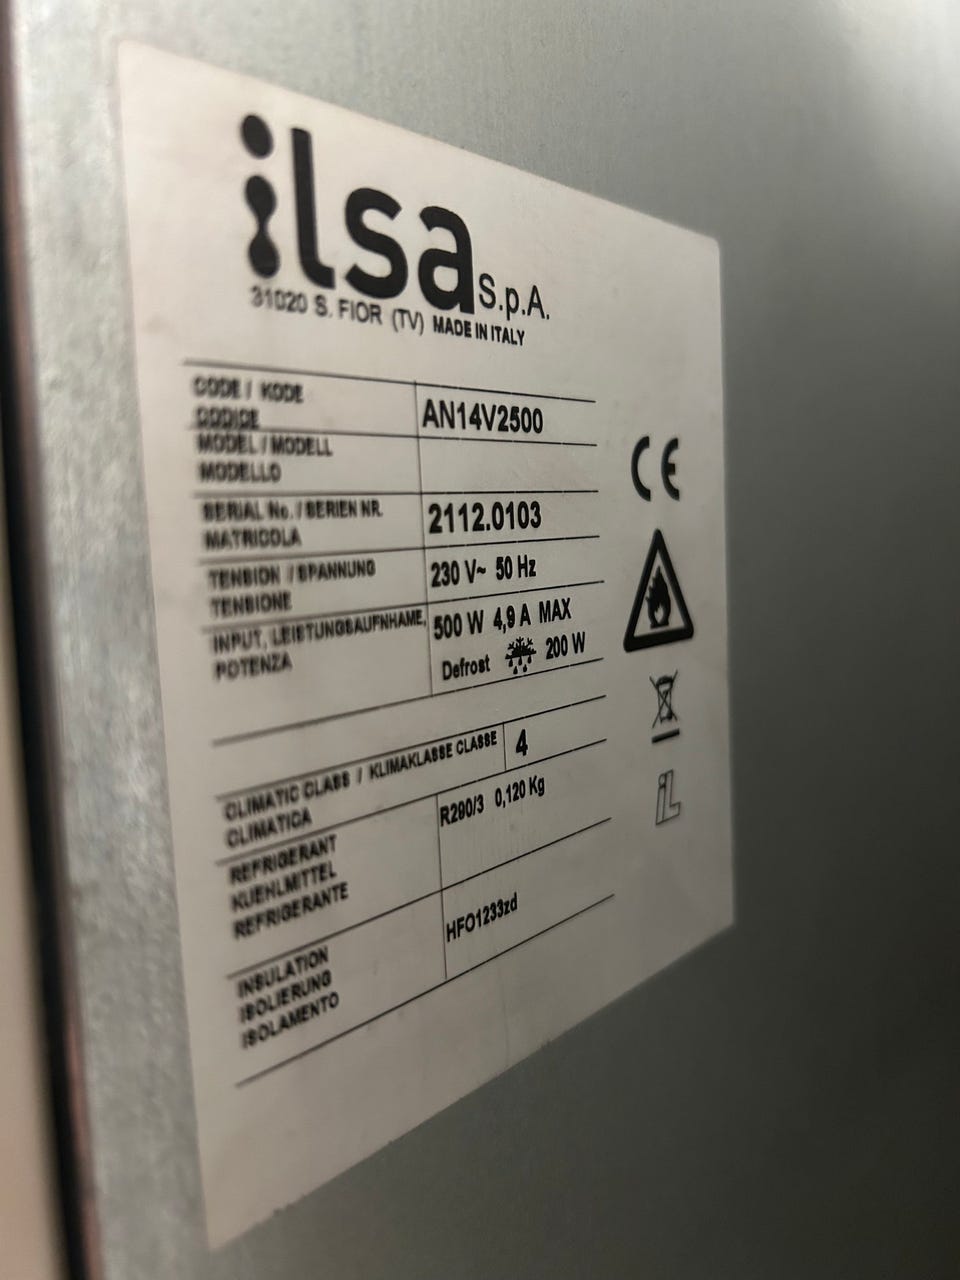 ilsa S.p.A.
31020 S. FIOR (TV) MADE IN ITALY
CODE / KODE
CODICE
AN14V2500
MODEL / MODELL
MODELLO
SERIAL No. / SERIEN NR.
MATRICOLA
2112.0103
TENSION / SPANNUNG
TENSIONE
230 V~ 50 Hz
INPUT, LEISTUNGSAUFNHAME,
POTENZA
500 W 4,9 A MAX
Defrost 200 W
CLIMATIC CLASS / KLIMAKLASSE CLASSE
CLIMATICA
4
REFRIGERANT
KUEHLMITTEL
REFRIGERANTE
R290/3 0,120 Kg
INSULATION
ISOLIERUNG
ISOLAMENTO
HFO1233zd
CE
iL